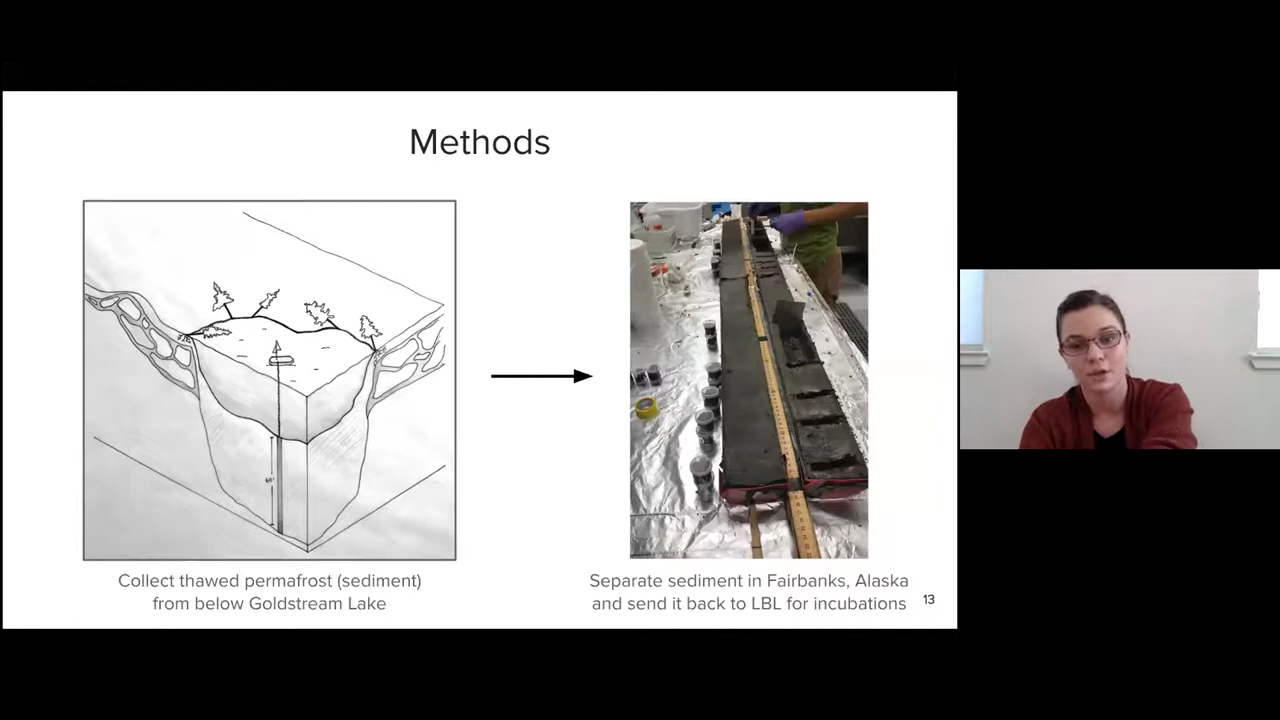 Methods
60'
Collect thawed permafrost (sediment)
from below Goldstream Lake
Separate sediment in Fairbanks, Alaska
and send it back to LBL for incubations
13